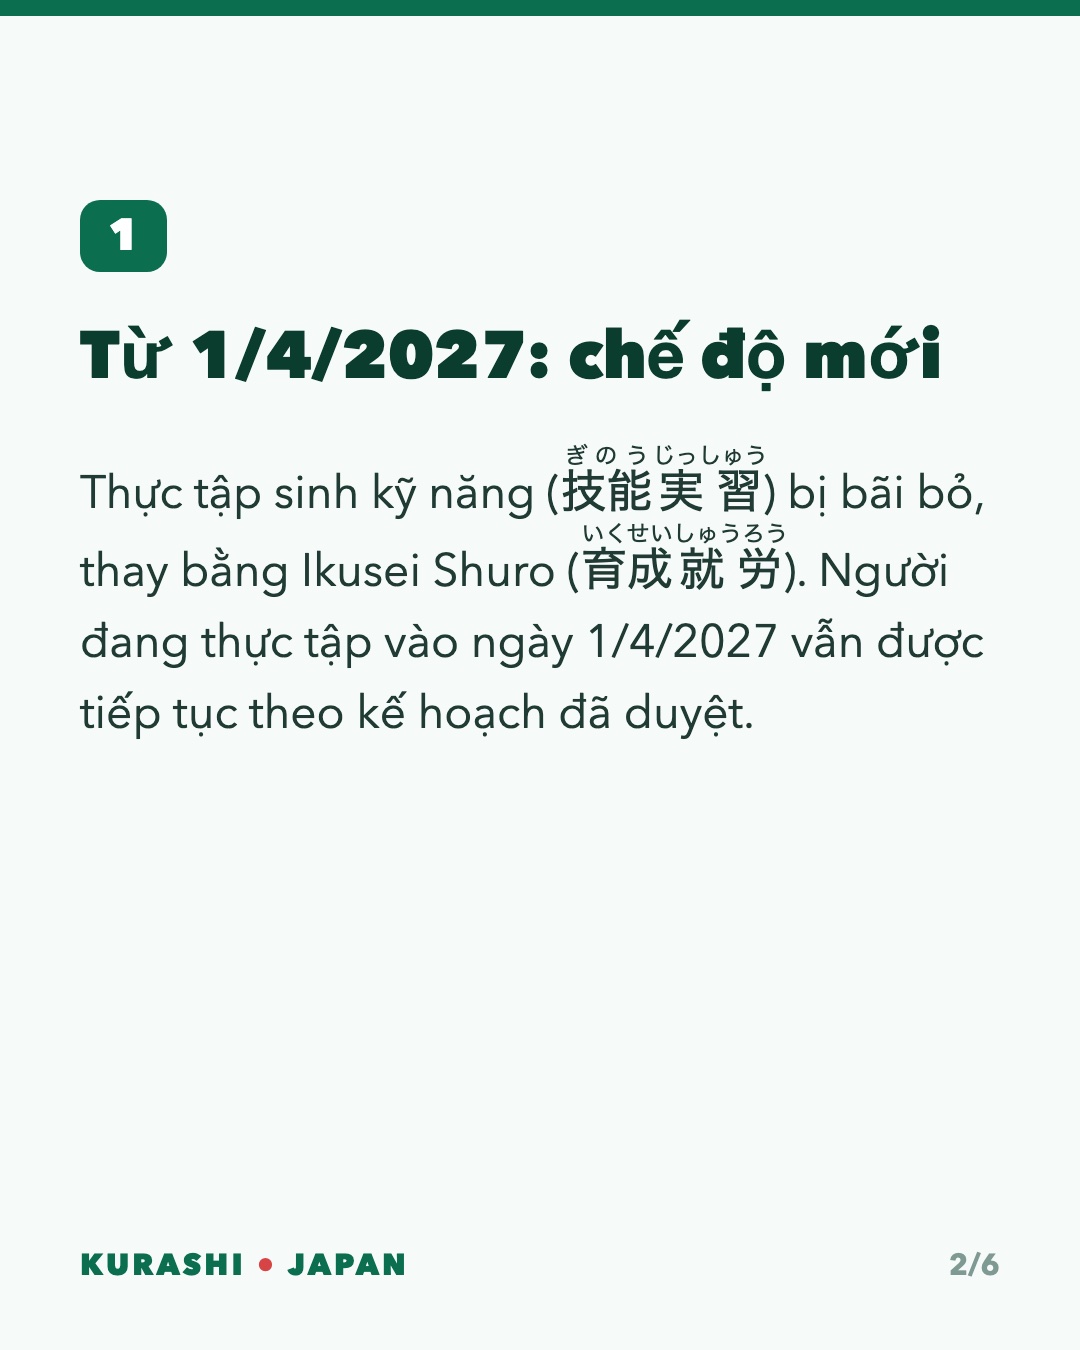 1
Từ 1/4/2027: chế độ mới
ぎのうじっしゅう
Thực tập sinh kỹ năng (技能実習) bị bãi bỏ,
いくせいしゅうろう
thay bằng Ikusei Shuro (育成就労). Người
đang thực tập vào ngày 1/4/2027 vẫn được
tiếp tục theo kế hoạch đã duyệt.
KURASHI • JAPAN
2/6